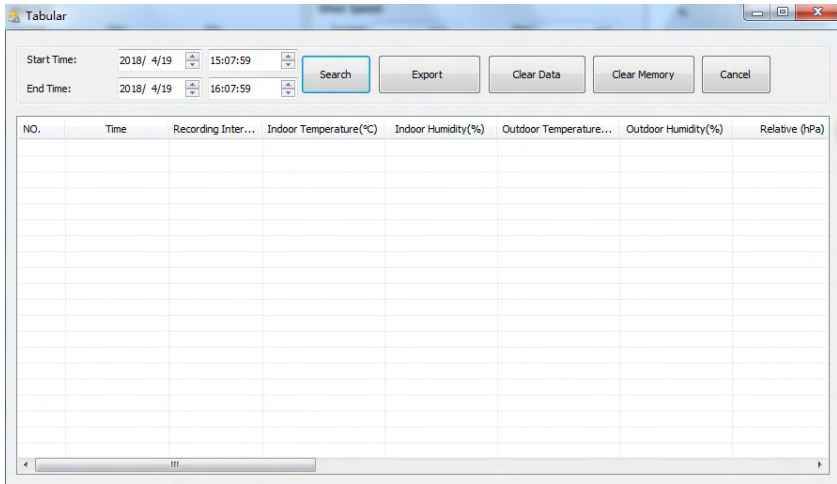 Tabular
Start Time: 2018/ 4/19 15:07:59
End Time: 2018/ 4/19 16:07:59
Search Export Clear Data Clear Memory Cancel
NO. Time Recording Inter... Indoor Temperature(℃) Indoor Humidity(%) Outdoor Temperature... Outdoor Humidity(%) Relative (hPa)